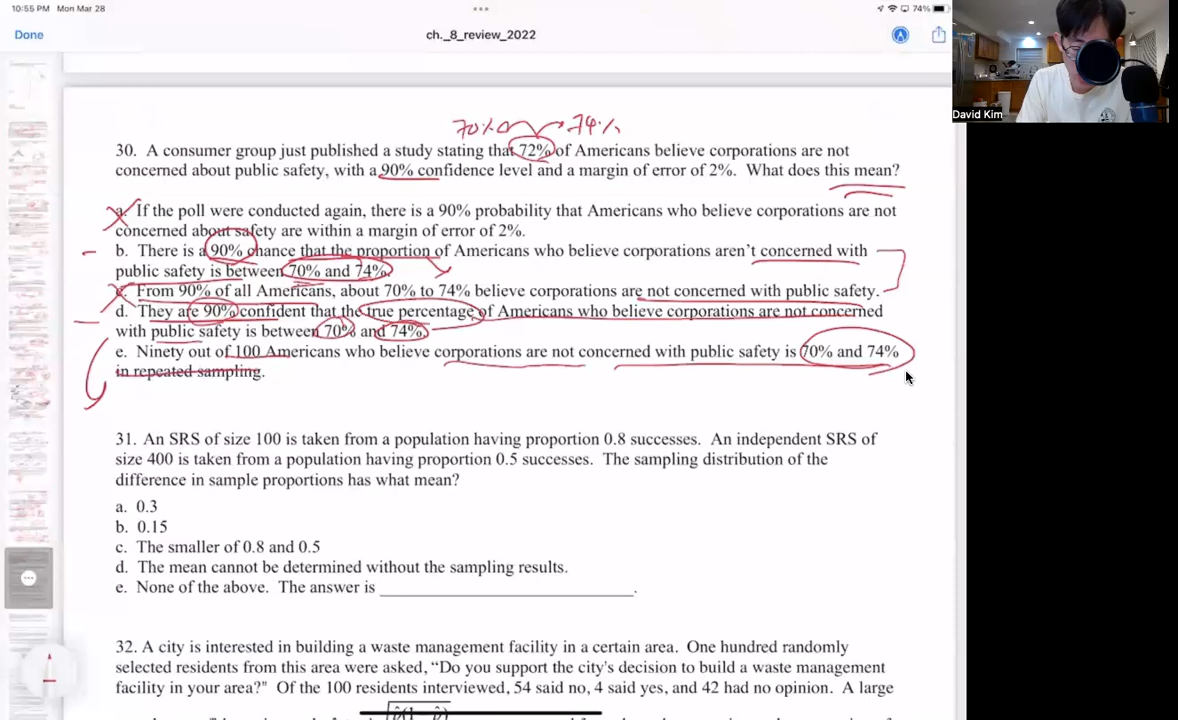 10:55 PM Mon Mar 28
74%
Done
ch._8_review_2022
David Kim
70% 74%
30. A consumer group just published a study stating that 72% of Americans believe corporations are not
concerned about public safety, with a 90% confidence level and a margin of error of 2%. What does this mean?
a. If the poll were conducted again, there is a 90% probability that Americans who believe corporations are not
concerned about safety are within a margin of error of 2%.
b. There is a 90% chance that the proportion of Americans who believe corporations aren't concerned with
public safety is between 70% and 74%.
c. From 90% of all Americans, about 70% to 74% believe corporations are not concerned with public safety.
d. They are 90% confident that the true percentage of Americans who believe corporations are not concerned
with public safety is between 70% and 74%.
e. Ninety out of 100 Americans who believe corporations are not concerned with public safety is 70% and 74%
in repeated sampling.
31. An SRS of size 100 is taken from a population having proportion 0.8 successes. An independent SRS of
size 400 is taken from a population having proportion 0.5 successes. The sampling distribution of the
difference in sample proportions has what mean?
a. 0.3
b. 0.15
c. The smaller of 0.8 and 0.5
d. The mean cannot be determined without the sampling results.
e. None of the above. The answer is ____________________________.
32. A city is interested in building a waste management facility in a certain area. One hundred randomly
selected residents from this area were asked, "Do you support the city's decision to build a waste management
facility in your area?" Of the 100 residents interviewed, 54 said no, 4 said yes, and 42 had no opinion. A large